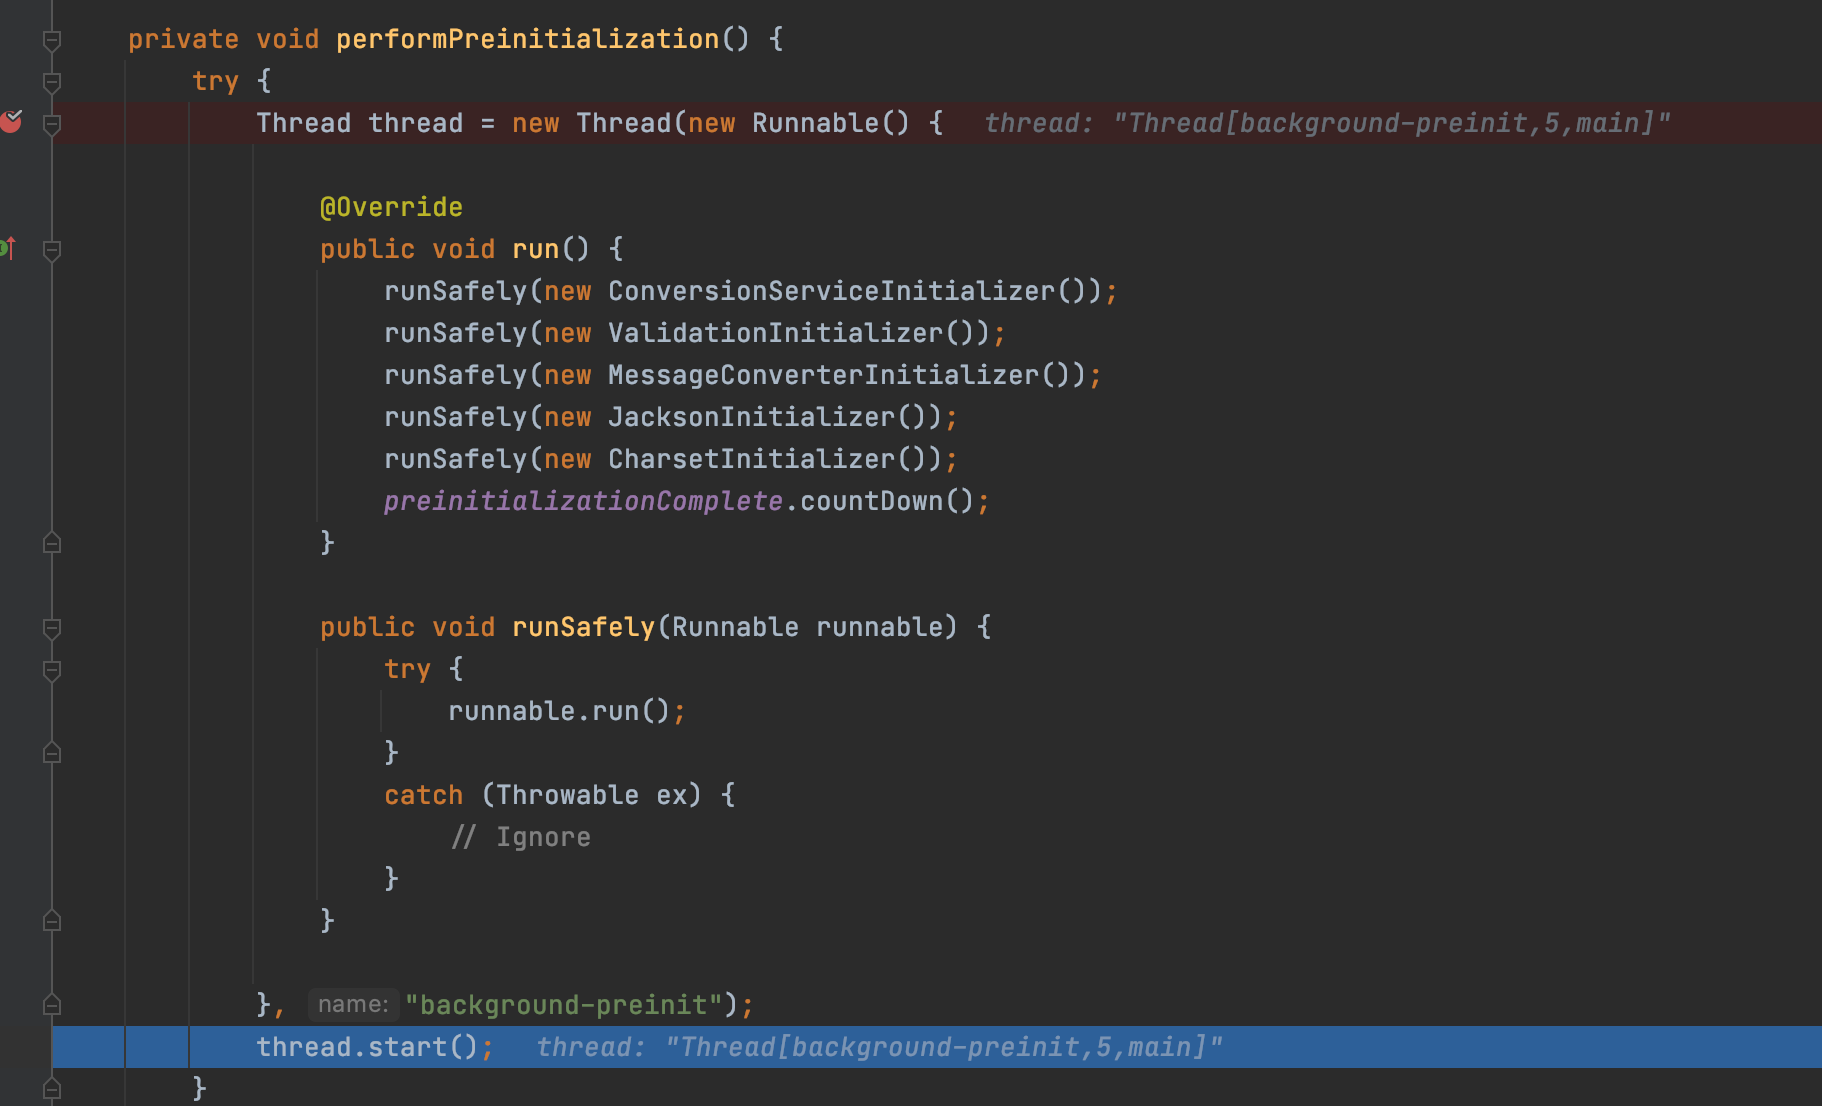 private void performPreinitialization() {
try {
Thread thread = new Thread(new Runnable() {   thread: "Thread[background-preinit,5,main]"
@Override
public void run() {
runSafely(new ConversionServiceInitializer());
runSafely(new ValidationInitializer());
runSafely(new MessageConverterInitializer());
runSafely(new JacksonInitializer());
runSafely(new CharsetInitializer());
preinitializationComplete.countDown();
}
public void runSafely(Runnable runnable) {
try {
runnable.run();
}
catch (Throwable ex) {
// Ignore
}
}
}, name: "background-preinit");
thread.start();   thread: "Thread[background-preinit,5,main]"
}